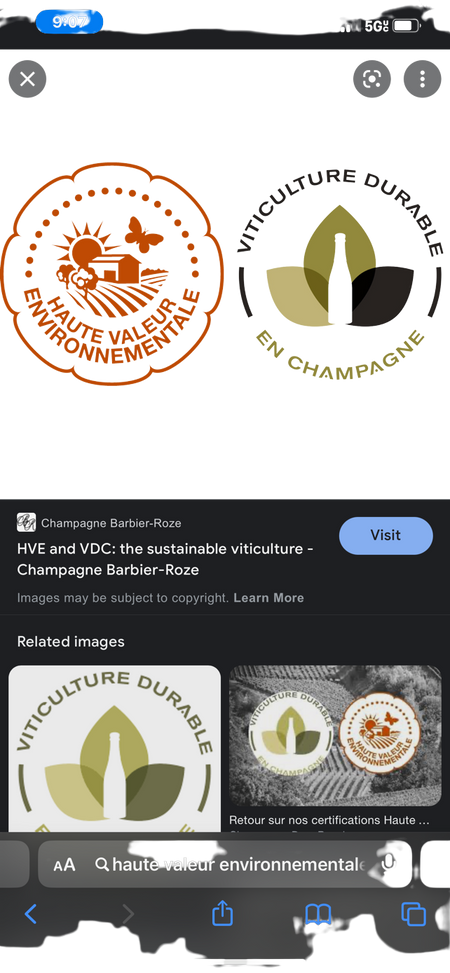 9:07
5G
VITICULTURE DURABLE
EN CHAMPAGNE
HAUTE VALEUR
ENVIRONNEMENTALE
Champagne Barbier-Roze
Visit
HVE and VDC: the sustainable viticulture -
Champagne Barbier-Roze
Images may be subject to copyright. Learn More
Related images
VITICULTURE DURABLE
VITICULTURE DURABLE
EN CHAMPAGNE
HAUTE VALEUR
ENVIRONNEMENTALE
Retour sur nos certifications Haute ...
AA
haute valeur environnementale